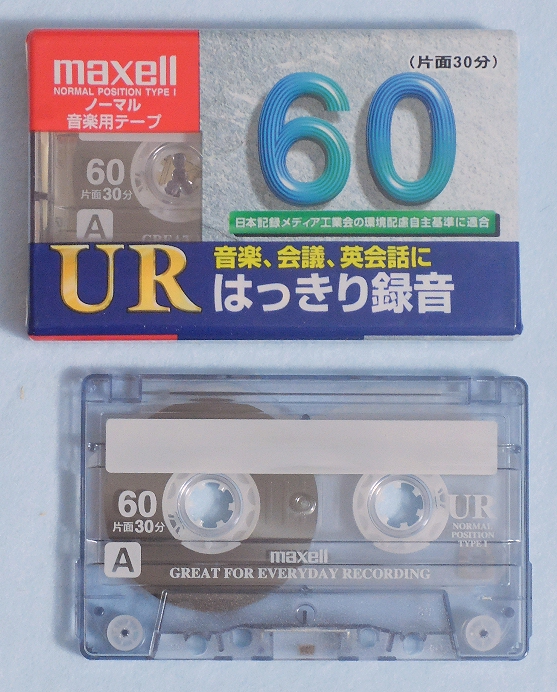 maxell
NORMAL POSITION TYPE I
ノーマル
音楽用テープ
(片面30分)
60
60
片面30分
A
GREAT
日本記録メディア工業会の環境配慮自主基準に適合
UR
音楽、会議、英会話に
はっきり録音
60
片面30分
A
UR
NORMAL
POSITION
TYPE I
maxell
GREAT FOR EVERYDAY RECORDING